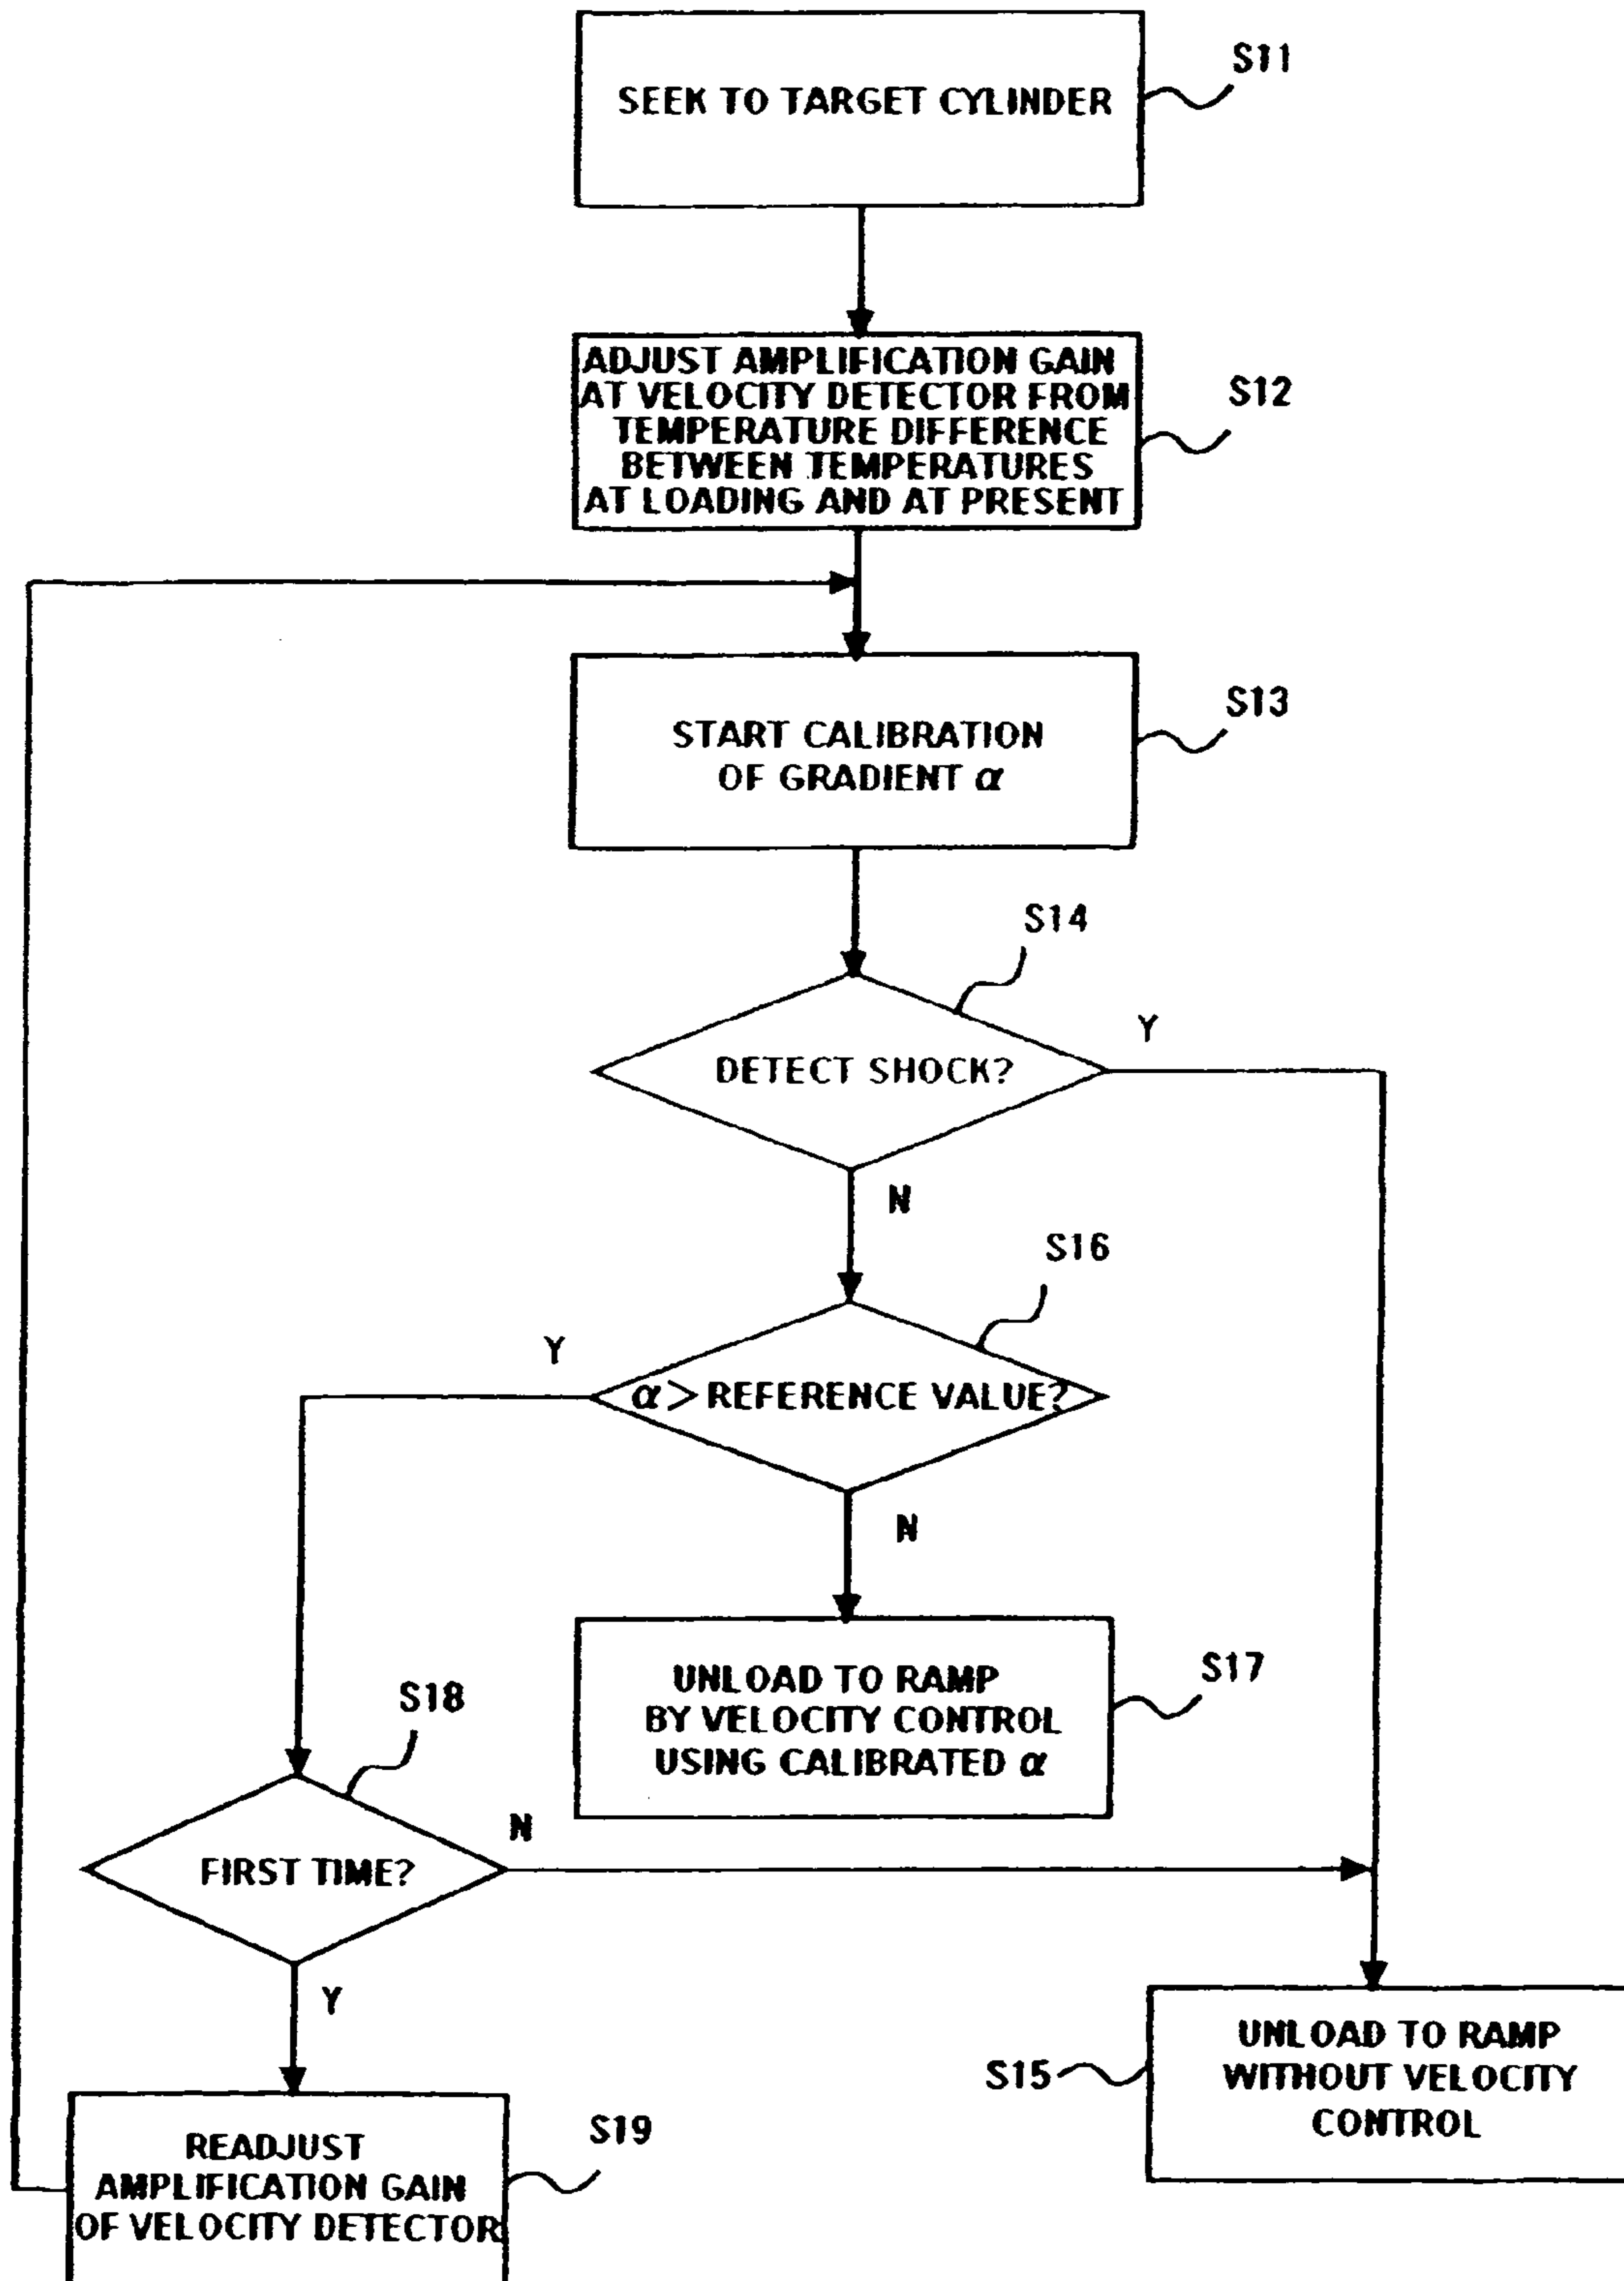 SEEK TO TARGET CYLINDER
S11
ADJUST AMPLIFICATION GAIN
AT VELOCITY DETECTOR FROM
TEMPERATURE DIFFERENCE
BETWEEN TEMPERATURES
AT LOADING AND AT PRESENT
S12
START CALIBRATION
OF GRADIENT α
S13
S14
DETECT SHOCK?
Y
N
S16
α > REFERENCE VALUE?
Y
N
UNLOAD TO RAMP
BY VELOCITY CONTROL
USING CALIBRATED α
S17
S18
FIRST TIME?
N
Y
UNLOAD TO RAMP
WITHOUT VELOCITY
CONTROL
S15
READJUST
AMPLIFICATION GAIN
OF VELOCITY DETECTOR
S19